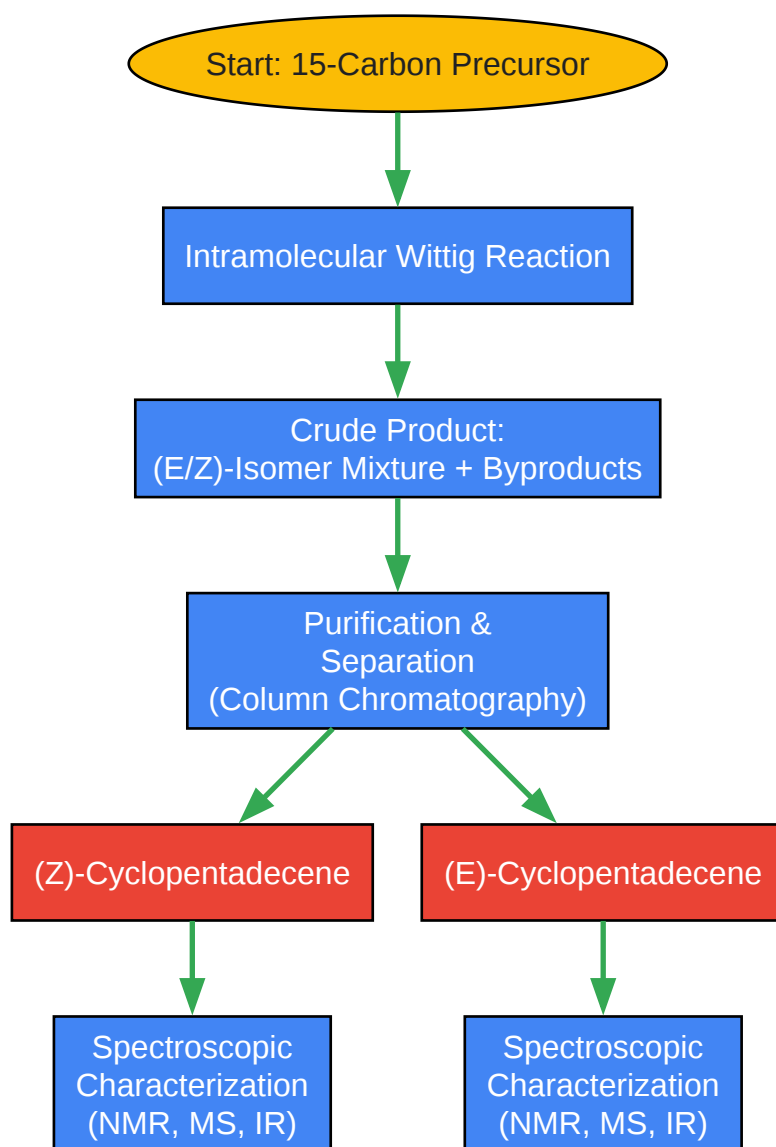 Start: 15-Carbon Precursor
Intramolecular Wittig Reaction
Crude Product:
(E/Z)-Isomer Mixture + Byproducts
Purification &
Separation
(Column Chromatography)
(Z)-Cyclopentadecene
(E)-Cyclopentadecene
Spectroscopic
Characterization
(NMR, MS, IR)
Spectroscopic
Characterization
(NMR, MS, IR)